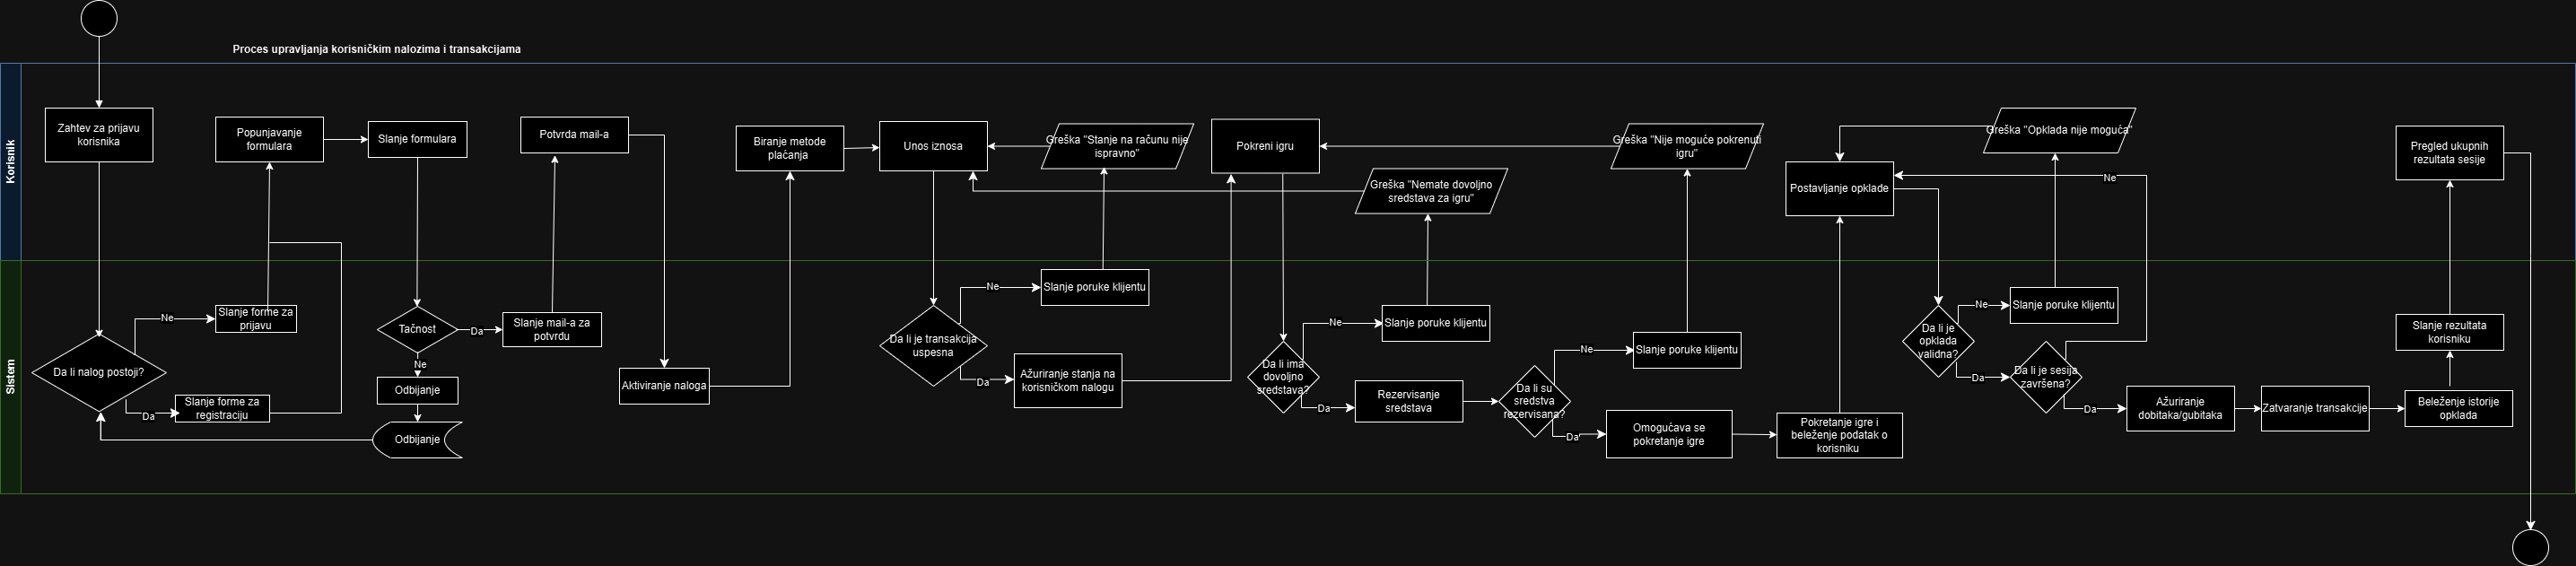 Proces upravljanja korisničkim nalozima i transakcijama
Korisnik
Zahtev za prijavu
korisnika
Popunjavanje
formulara
Slanje formulara
Potvrda mail-a
Biranje metode
plaćanja
Unos iznosa
Greška "Stanje na računu nije
ispravno"
Pokreni igru
Greška "Nemate dovoljno
sredstava za igru"
Greška "Nije moguće pokrenuti
igru"
Postavljanje opklade
Greška "Opklada nije moguća"
Ne
Pregled ukupnih
rezultata sesije
Sistem
Da li nalog postoji?
Ne
Slanje forme za
prijavu
Da
Slanje forme za
registraciju
Tačnost
Da
Ne
Odbijanje
Odbijanje
Slanje mail-a za
potvrdu
Aktiviranje naloga
Da li je transakcija
uspesna
Ne
Slanje poruke klijentu
Da
Ažuriranje stanja na
korisničkom nalogu
Da li ima
dovoljno
sredstava?
Ne
Slanje poruke klijentu
Da
Rezervisanje
sredstava
Da li su
sredstva
rezervisana?
Ne
Slanje poruke klijentu
Da
Omogućava se
pokretanje igre
Pokretanje igre i
beleženje podatak o
korisniku
Da li je
opklada
validna?
Ne
Slanje poruke klijentu
Da
Da li je sesija
završena?
Da
Ažuriranje
dobitaka/gubitaka
Zatvaranje transakcije
Beleženje istorije
opklada
Slanje rezultata
korisniku